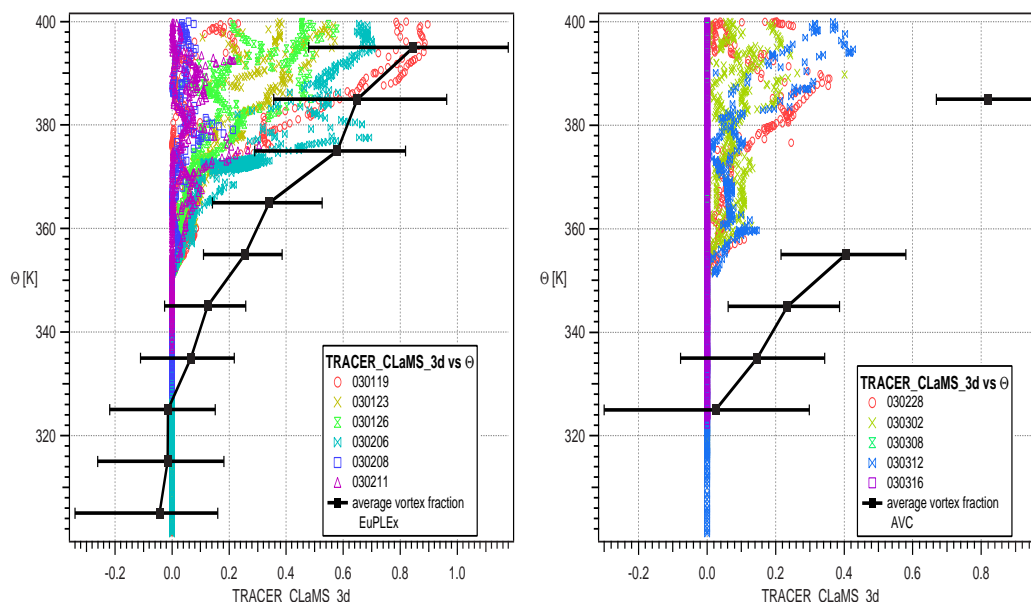 400
380
360
Θ [K]
340
320
TRACER_CLaMS_3d vs Θ
030119
030123
030126
030206
030208
030211
average vortex fraction
EuPLEx
-0.2 0.0 0.2 0.4 0.6 0.8 1.0
TRACER_CLaMS_3d
400
380
360
Θ [K]
340
320
TRACER_CLaMS_3d vs Θ
030228
030302
030308
030312
030316
average vortex fraction
AVC
-0.2 0.0 0.2 0.4 0.6 0.8
TRACER_CLaMS_3d